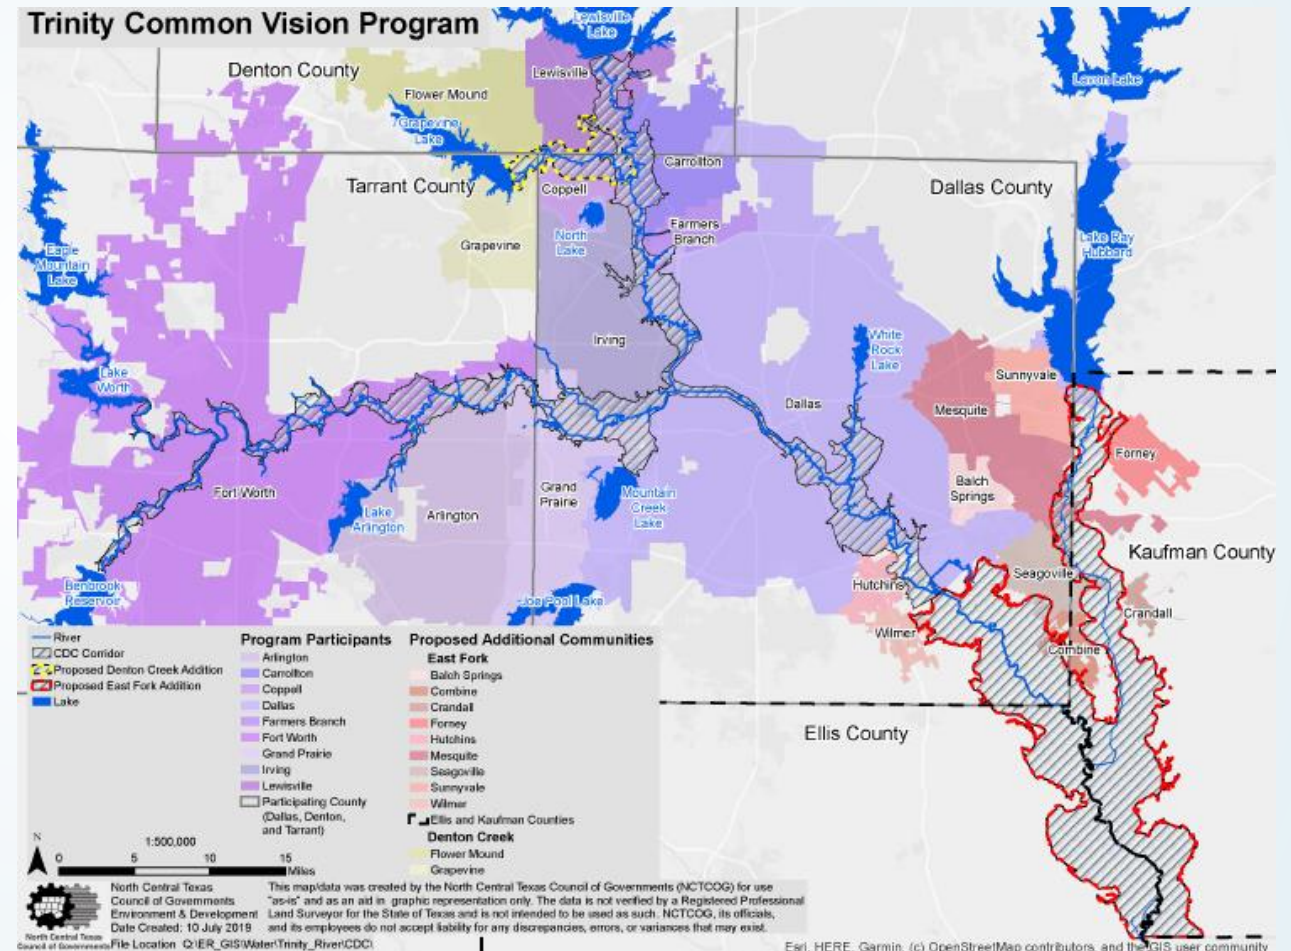 Trinity Common Vision Program
Lewisville
Lake
Denton County
Lewisville
Lavon Lake
Flower Mound
Grapevine
Lake
Carrollton
Tarrant County
Coppell
Dallas County
Farmers
Branch
North
Lake
Grapevine
Lake Ray
Hubbard
Eagle
Mountain
Lake
Irving
White
Rock
Lake
Lake
Worth
Sunnyvale
Dallas
Mesquite
Forney
Balch
Springs
Fort Worth
Grand
Prairie
Mountain
Creek
Lake
Lake
Arlington
Arlington
Kaufman County
Seagoville
Benbrook
Reservoir
Joe Pool Lake
Hutchins
Crandall
Wilmer
Combine
Ellis County
River
CDC Corridor
Proposed Denton Creek Addition
Proposed East Fork Addition
Lake
Program Participants
Arlington
Carrollton
Coppell
Dallas
Farmers Branch
Fort Worth
Grand Prairie
Irving
Lewisville
Participating County
(Dallas, Denton,
and Tarrant)
Proposed Additional Communities
East Fork
Balch Springs
Combine
Crandall
Forney
Hutchins
Mesquite
Seagoville
Sunnyvale
Wilmer
Ellis and Kaufman Counties
Denton Creek
Flower Mound
Grapevine
N
1:500,000
0 5 10 15
Miles
North Central Texas
Council of Governments
Environment & Development
Date Created: 10 July 2019
File Location Q:\ER_GIS\Water\Trinity_River\CDC\
North Central Texas
Council of Governments
This map/data was created by the North Central Texas Council of Governments (NCTCOG) for use
"as-is" and as an aid in graphic representation only. The data is not verified by a Registered Professional
Land Surveyor for the State of Texas and is not intended to be used as such. NCTCOG, its officials,
and its employees do not accept liability for any discrepancies, errors, or variances that may exist.
Esri, HERE, Garmin, (c) OpenStreetMap contributors, and the GIS user community